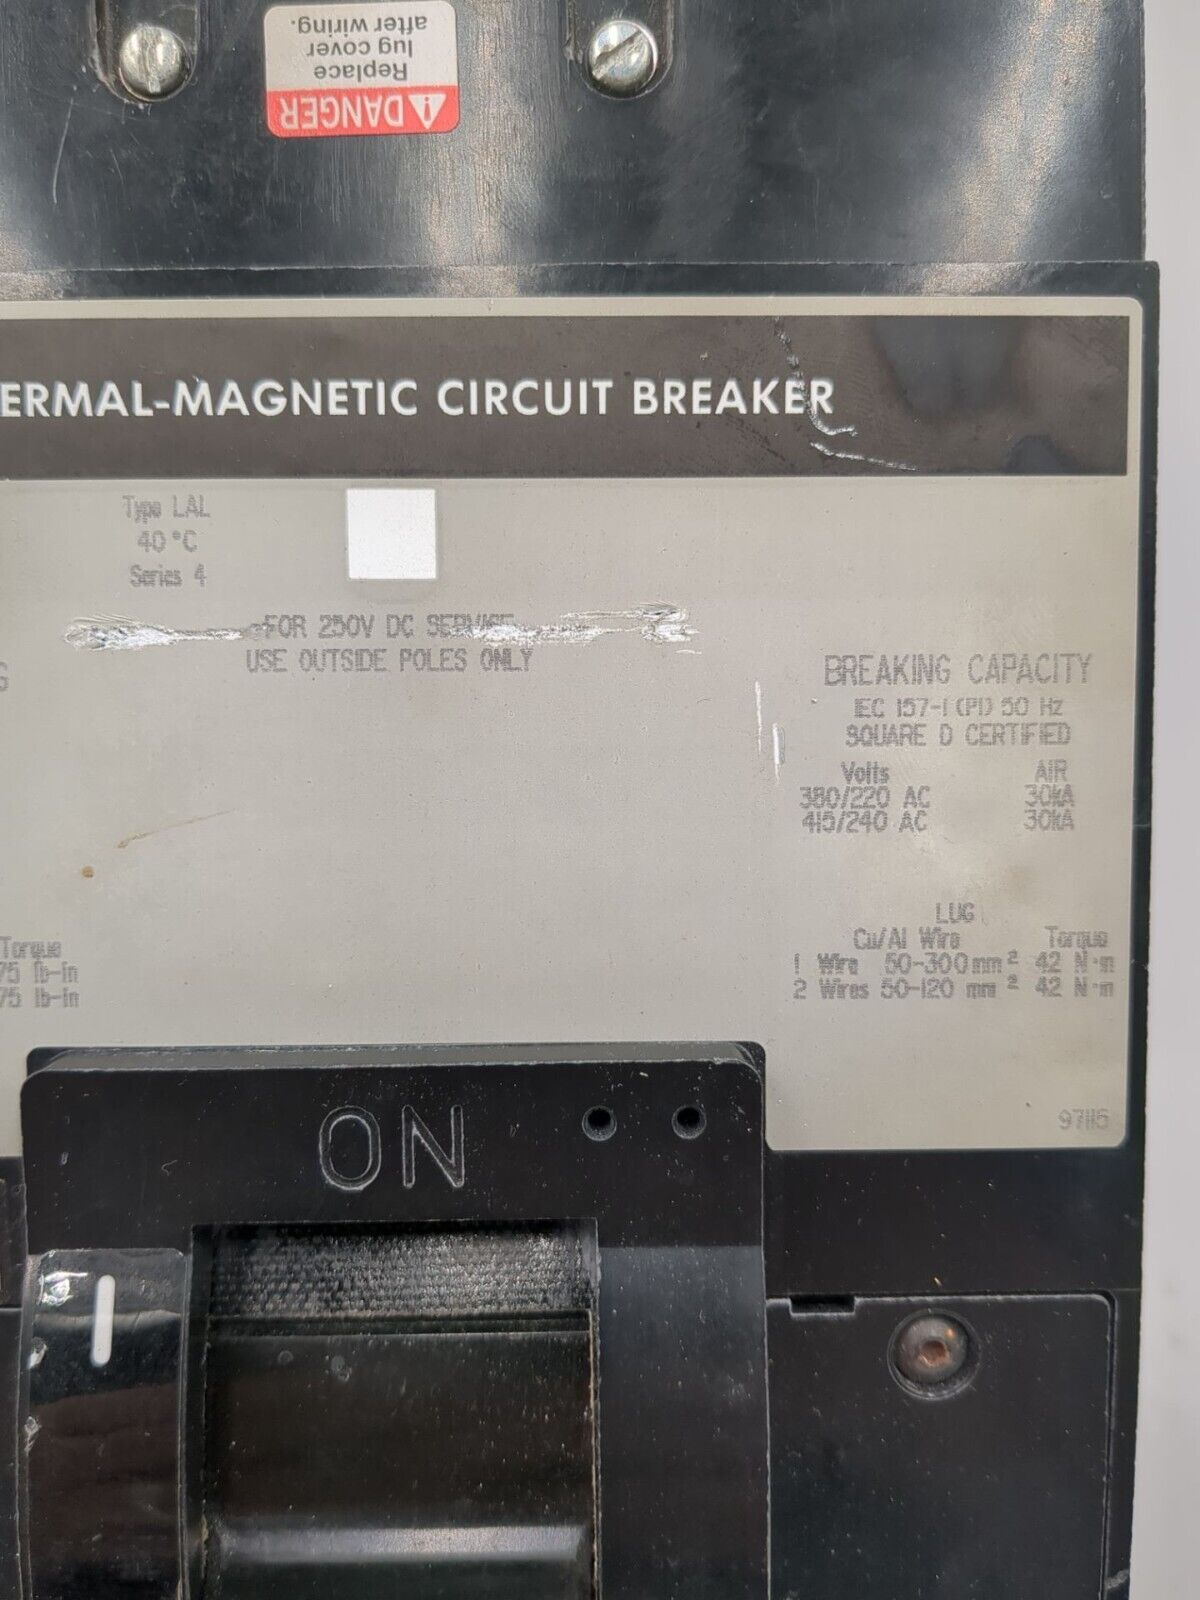 DANGER
Replace
lug cover
after wiring.
ERMAL-MAGNETIC CIRCUIT BREAKER
Type LAL
40°C
Series 4
FOR 250V DC SERVICE
USE OUTSIDE POLES ONLY
S
BREAKING CAPACITY
IEC 157-1 (P1) 50 Hz
SQUARE D CERTIFIED
Volts AIR
380/220 AC 30kA
415/240 AC 30kA
LUG
Cu/Al Wire Torque
1 Wire 50-300mm² 42 N·m
2 Wires 50-120 mm² 42 N·m
Torque
75 lb-in
75 lb-in
97115
ON